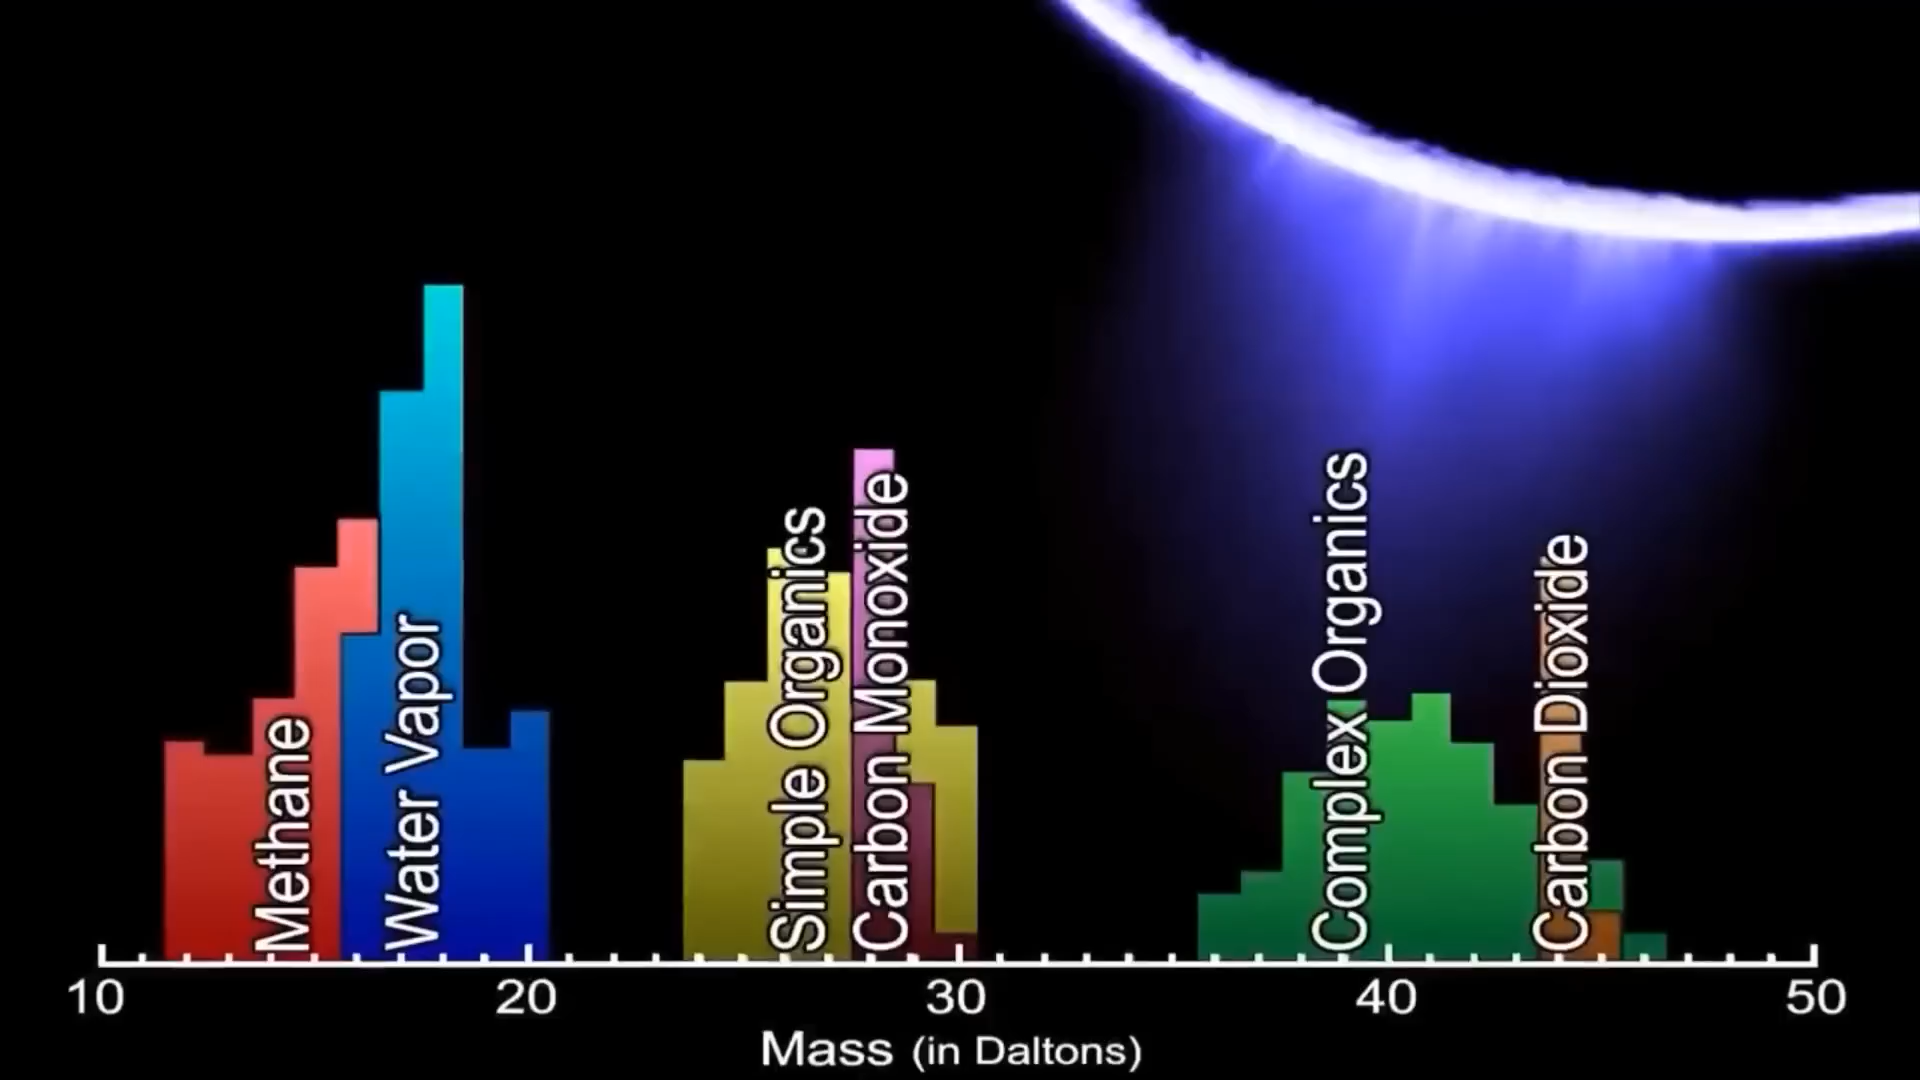 Methane
Water Vapor
Simple Organics
Carbon Monoxide
Complex Organics
Carbon Dioxide
10 20 30 40 50
Mass (in Daltons)